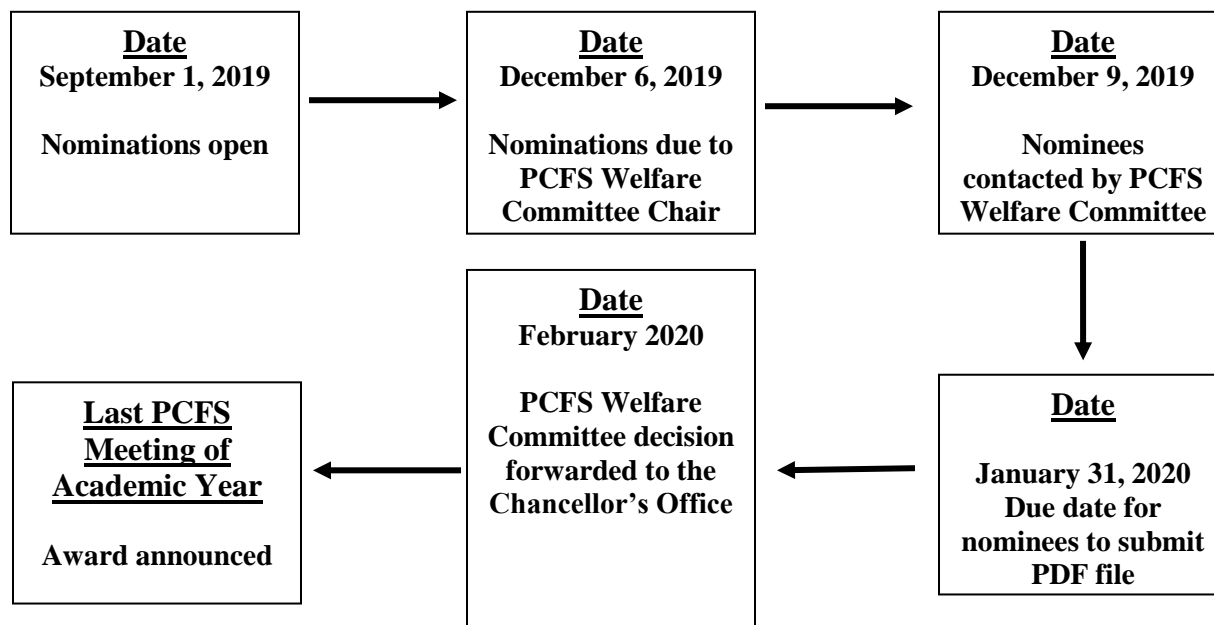 Date
September 1, 2019
Nominations open
Date
December 6, 2019
Nominations due to
PCFS Welfare
Committee Chair
Date
December 9, 2019
Nominees
contacted by PCFS
Welfare Committee
Date
January 31, 2020
Due date for
nominees to submit
PDF file
Date
February 2020
PCFS Welfare
Committee decision
forwarded to the
Chancellor’s Office
Last PCFS
Meeting of
Academic Year
Award announced